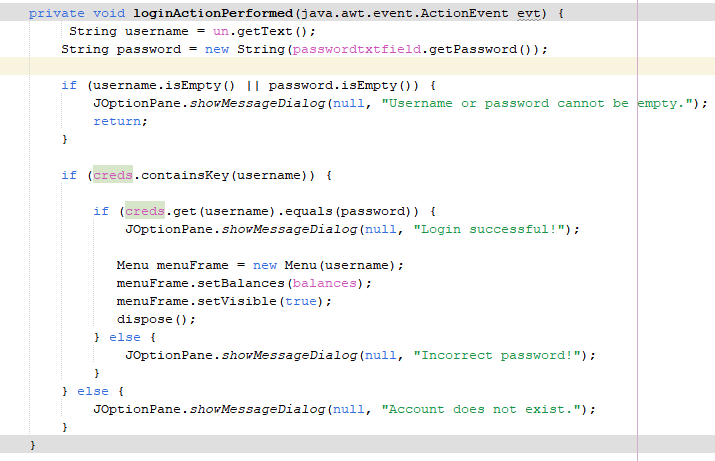 private void loginActionPerformed(java.awt.event.ActionEvent evt) {
     String username = un.getText();
    String password = new String(passwordtxtfield.getPassword());

    if (username.isEmpty() || password.isEmpty()) {
        JOptionPane.showMessageDialog(null, "Username or password cannot be empty.");
        return;
    }

    if (creds.containsKey(username)) {

        if (creds.get(username).equals(password)) {
            JOptionPane.showMessageDialog(null, "Login successful!");

           Menu menuFrame = new Menu(username);
           menuFrame.setBalances(balances);
           menuFrame.setVisible(true);
           dispose();
        } else {
            JOptionPane.showMessageDialog(null, "Incorrect password!");
        }
    } else {
        JOptionPane.showMessageDialog(null, "Account does not exist.");
    }
}